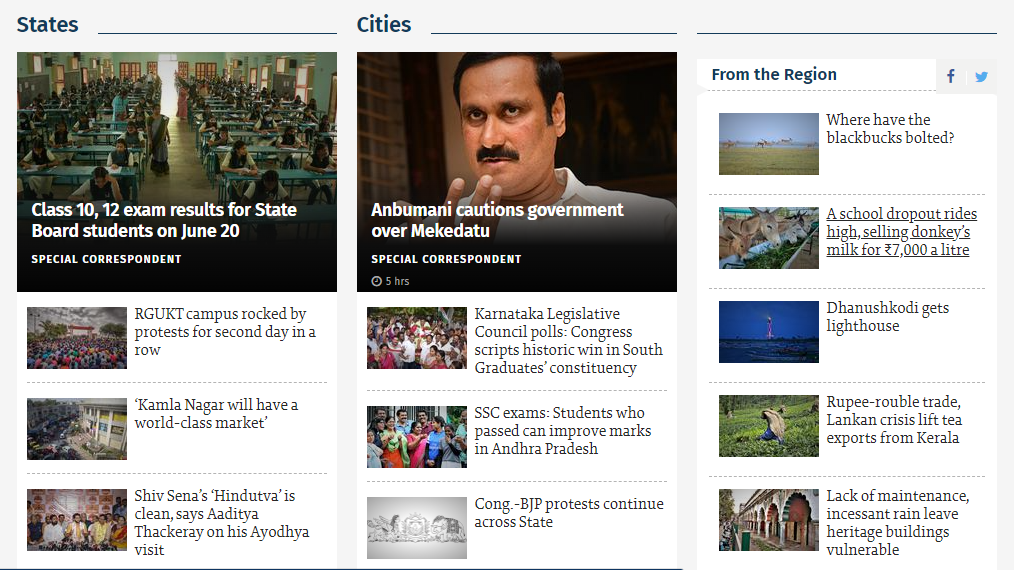 States
Class 10, 12 exam results for State
Board students on June 20
SPECIAL CORRESPONDENT
RGUKT campus rocked by
protests for second day in a
row
‘Kamla Nagar will have a
world-class market’
Shiv Sena’s ‘Hindutva’ is
clean, says Aaditya
Thackeray on his Ayodhya
visit
Cities
Anbumani cautions government
over Mekedatu
SPECIAL CORRESPONDENT
5 hrs
Karnataka Legislative
Council polls: Congress
scripts historic win in South
Graduates’ constituency
SSC exams: Students who
passed can improve marks
in Andhra Pradesh
Cong.-BJP protests continue
across State
From the Region
Where have the
blackbucks bolted?
A school dropout rides
high, selling donkey’s
milk for ₹7,000 a litre
Dhanushkodi gets
lighthouse
Rupee-rouble trade,
Lankan crisis lift tea
exports from Kerala
Lack of maintenance,
incessant rain leave
heritage buildings
vulnerable